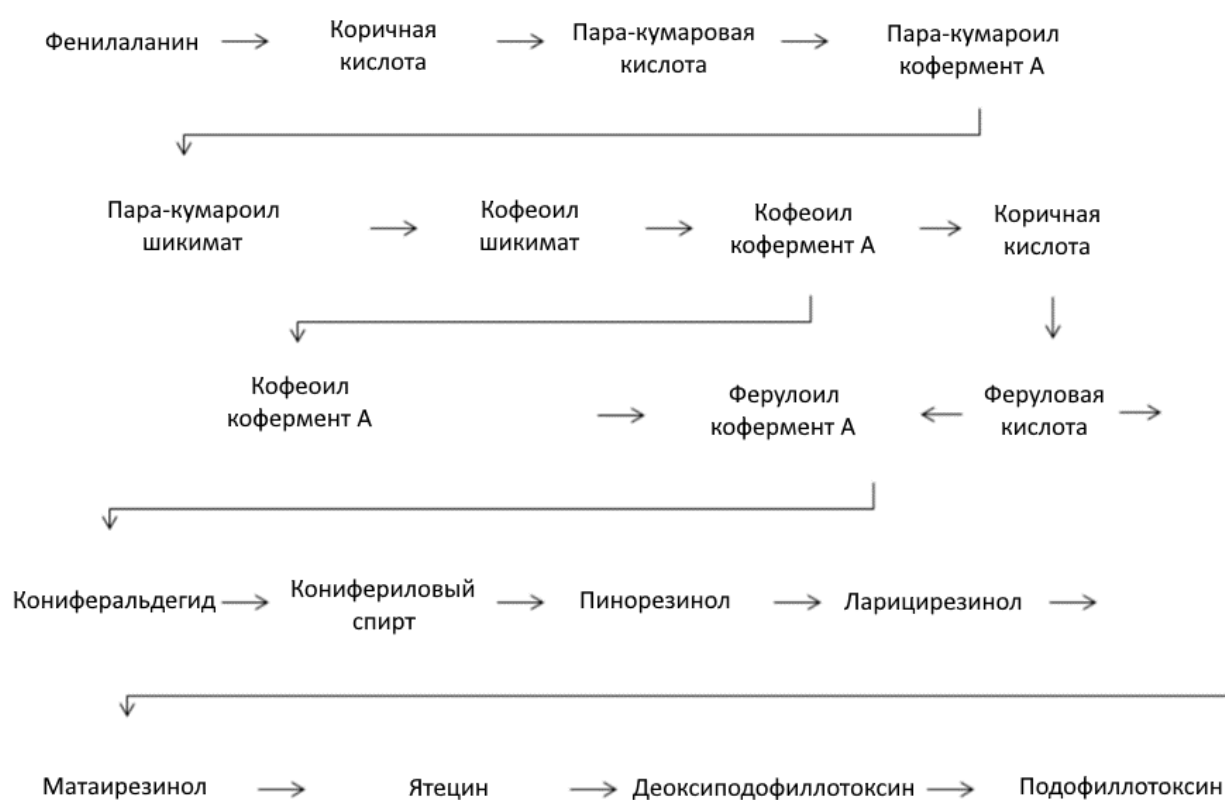 Фенилаланин
Коричная
кислота
Пара-кумаровая
кислота
Пара-кумароил
кофермент А
Пара-кумароил
шикимат
Кофеоил
шикимат
Кофеоил
кофермент А
Коричная
кислота
Кофеоил
кофермент А
Ферулоил
кофермент А
Феруловая
кислота
Кониферальдегид
Конифериловый
спирт
Пинорезинол
Ларицирезинол
Матаирезинол
Ятецин
Деоксиподофиллотоксин
Подофиллотоксин